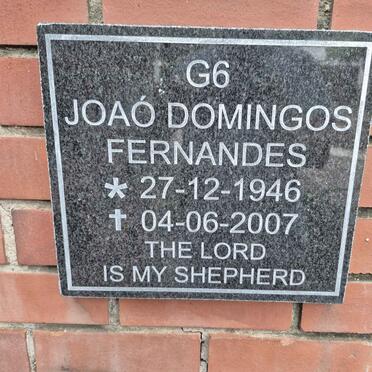 G6
JOAÓ DOMINGOS
FERNANDES
* 27-12-1946
✝ 04-06-2007
THE LORD
IS MY SHEPHERD